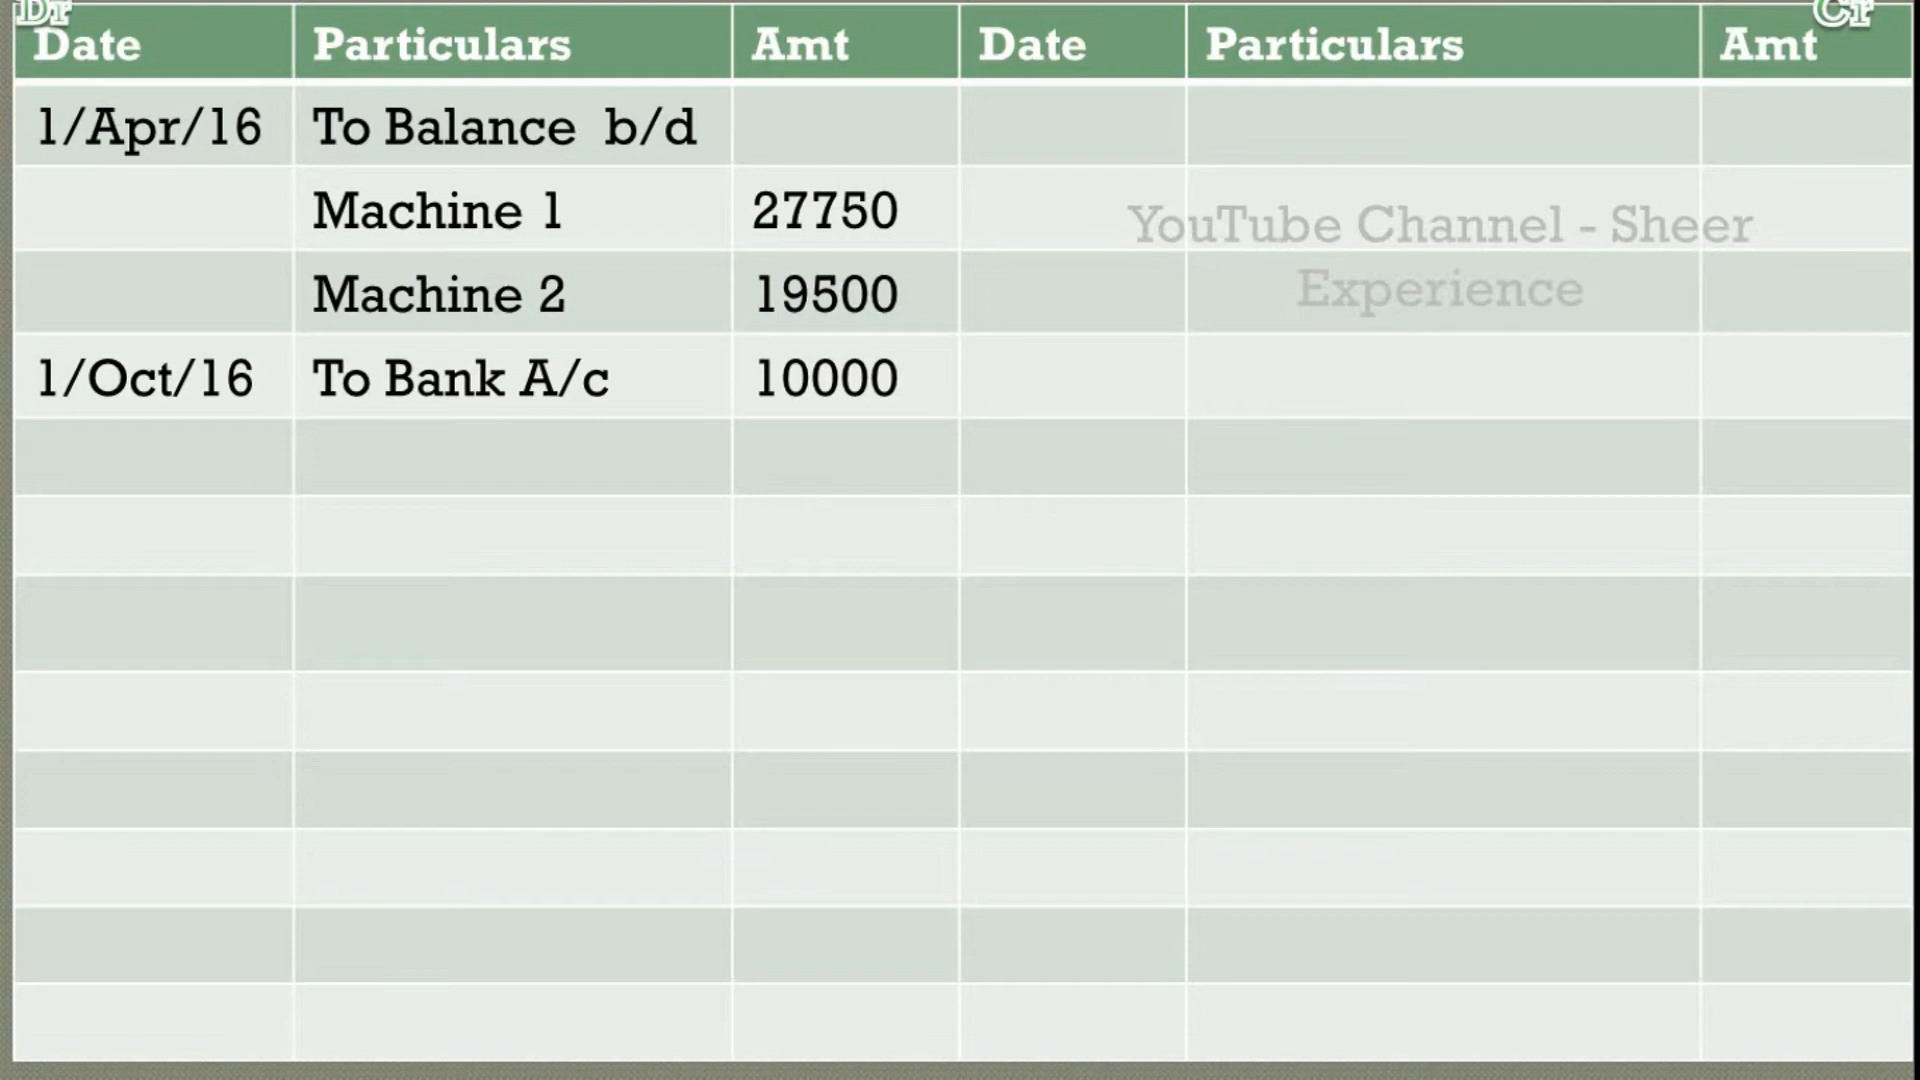 Dr Cr
Date Particulars Amt Date Particulars Amt
1/Apr/16 To Balance b/d
Machine 1 27750
YouTube Channel - Sheer
Machine 2 19500
Experience
1/Oct/16 To Bank A/c 10000